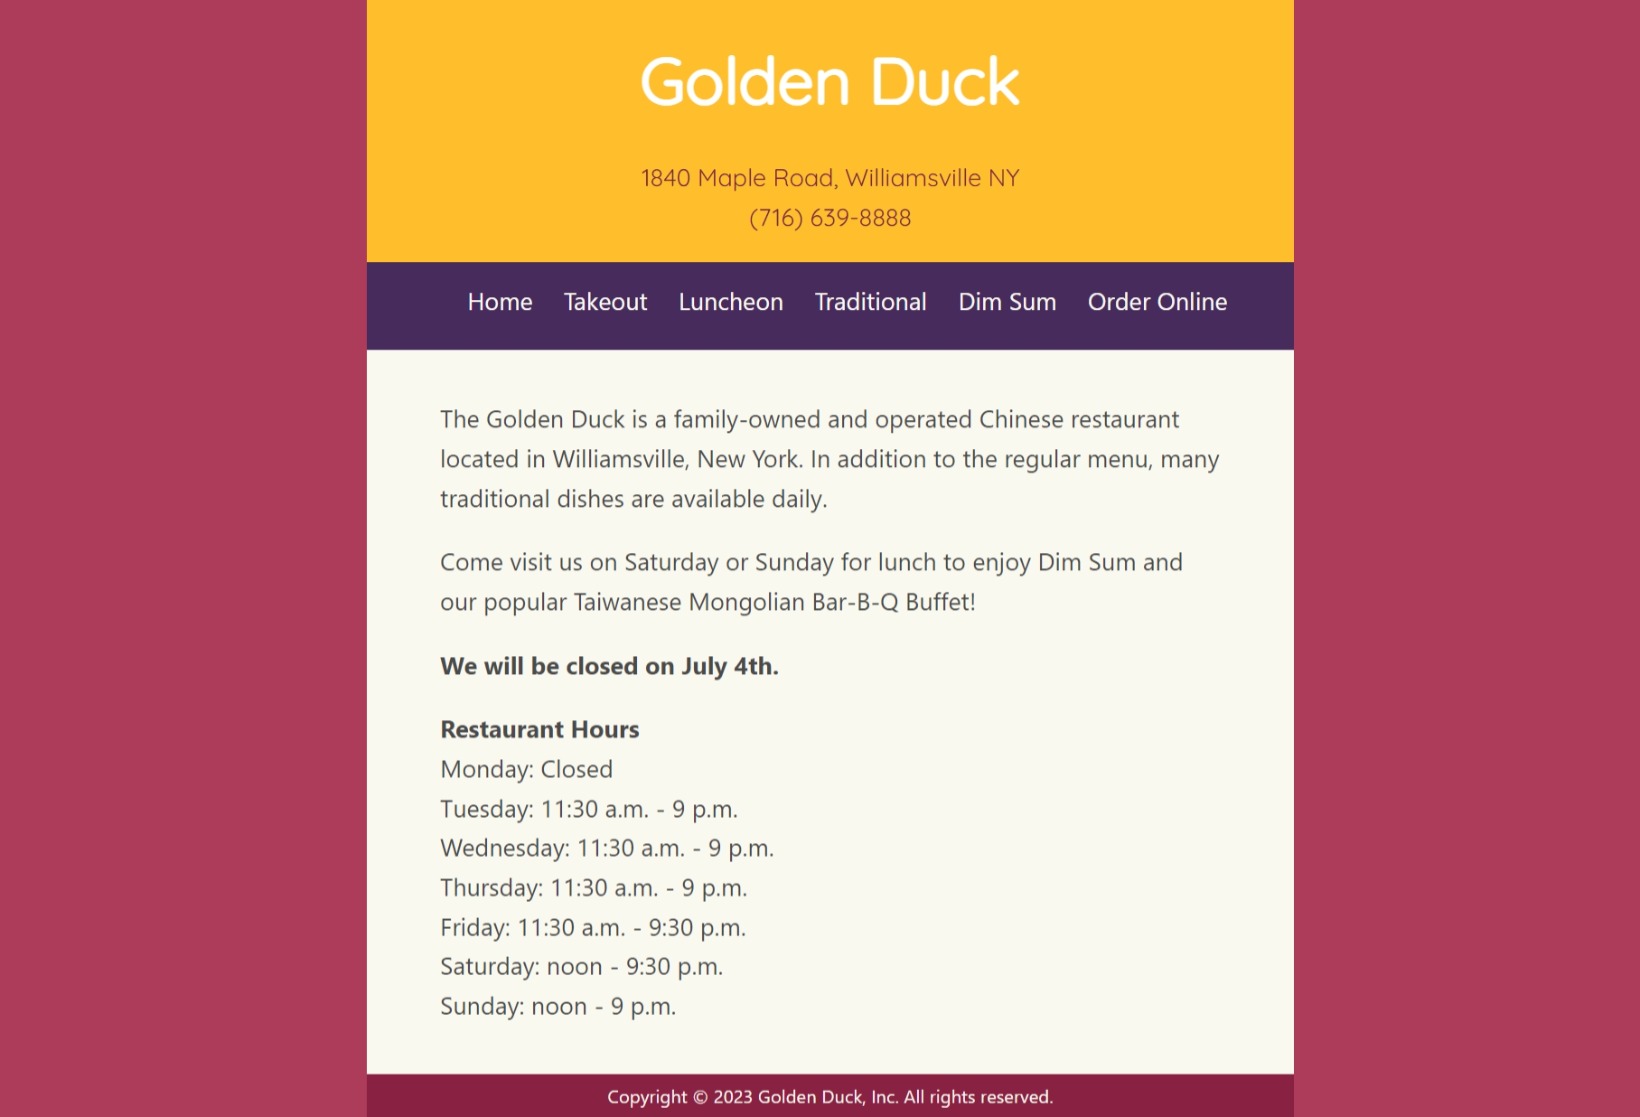 Golden Duck
1840 Maple Road, Williamsville NY
(716) 639-8888
Home Takeout Luncheon Traditional Dim Sum Order Online
The Golden Duck is a family-owned and operated Chinese restaurant
located in Williamsville, New York. In addition to the regular menu, many
traditional dishes are available daily.
Come visit us on Saturday or Sunday for lunch to enjoy Dim Sum and
our popular Taiwanese Mongolian Bar-B-Q Buffet!
We will be closed on July 4th.
Restaurant Hours
Monday: Closed
Tuesday: 11:30 a.m. - 9 p.m.
Wednesday: 11:30 a.m. - 9 p.m.
Thursday: 11:30 a.m. - 9 p.m.
Friday: 11:30 a.m. - 9:30 p.m.
Saturday: noon - 9:30 p.m.
Sunday: noon - 9 p.m.
Copyright © 2023 Golden Duck, Inc. All rights reserved.